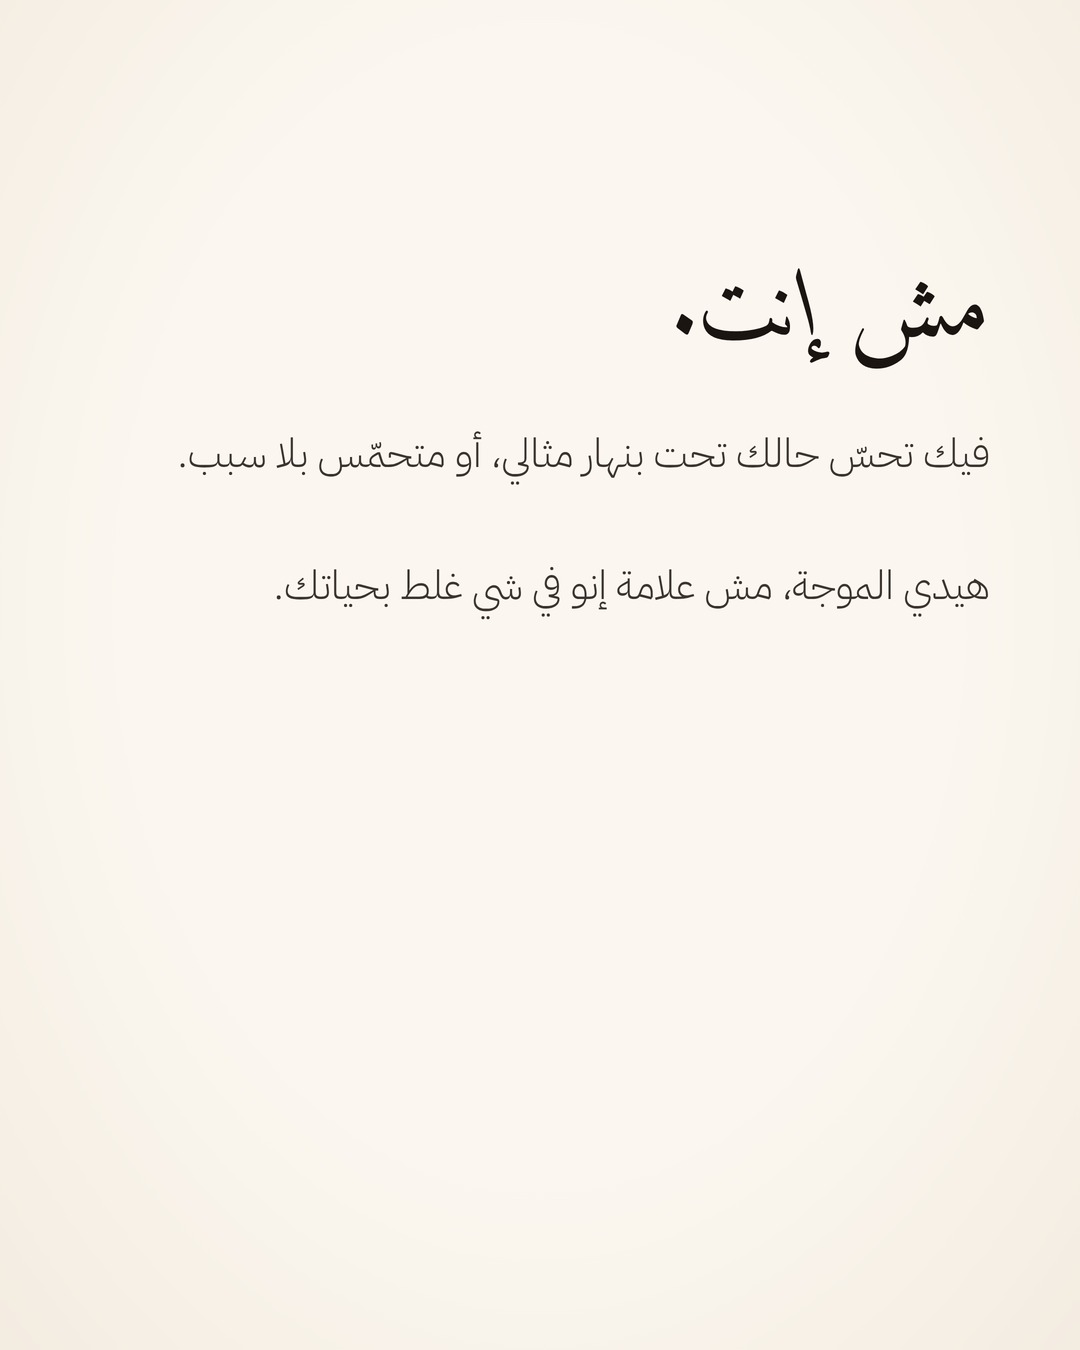 مش إنت.
فيك تحسّ حالك تحت بنهار مثالي، أو متحمّس بلا سبب.
هيدي الموجة، مش علامة إنو في شي غلط بحياتك.